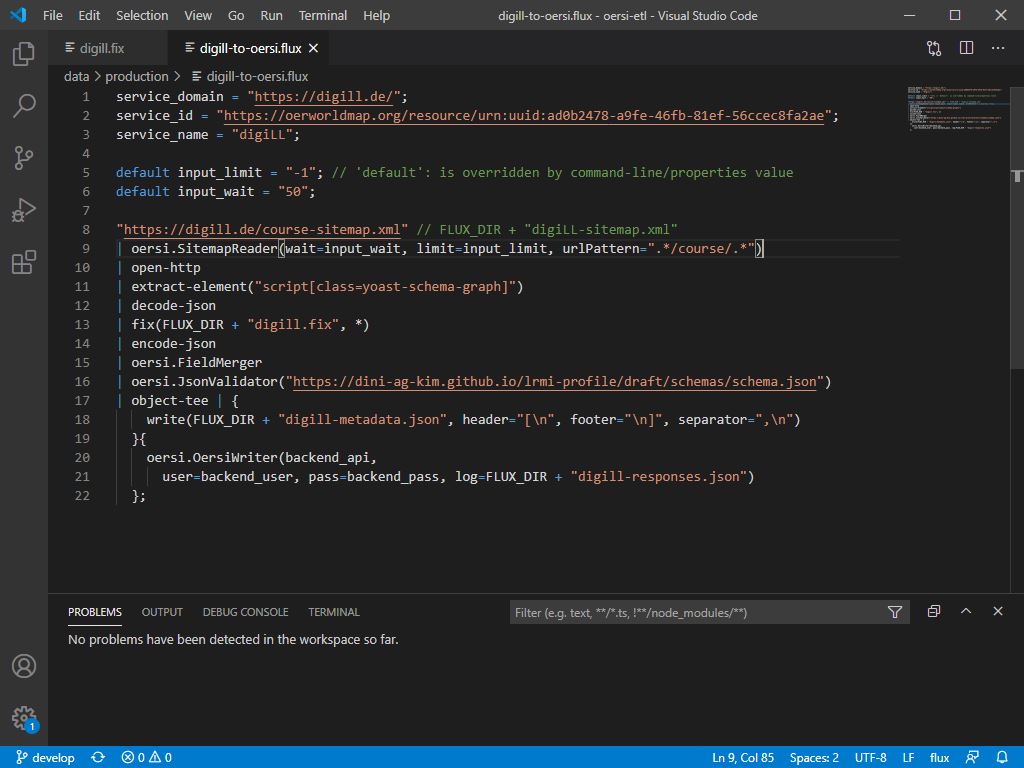 File Edit Selection View Go Run Terminal Help digill-to-oersi.flux - oersi-etl - Visual Studio Code
digill.fix digill-to-oersi.flux
data > production > digill-to-oersi.flux
1 service_domain = "https://digill.de/";
2 service_id = "https://oerworldmap.org/resource/urn:uuid:ad0b2478-a9fe-46fb-81ef-56ccec8fa2ae";
3 service_name = "digiLL";
4
5 default input_limit = "-1"; // 'default': is overridden by command-line/properties value
6 default input_wait = "50";
7
8 "https://digill.de/course-sitemap.xml" // FLUX_DIR + "digiLL-sitemap.xml"
9 | oersi.SitemapReader(wait=input_wait, limit=input_limit, urlPattern=".*/course/.*")
10 | open-http
11 | extract-element("script[class=yoast-schema-graph]")
12 | decode-json
13 | fix(FLUX_DIR + "digill.fix", *)
14 | encode-json
15 | oersi.FieldMerger
16 | oersi.JsonValidator("https://dini-ag-kim.github.io/lrmi-profile/draft/schemas/schema.json")
17 | object-tee | {
18 write(FLUX_DIR + "digill-metadata.json", header="[\n", footer="\n]", separator=",\n")
19 }{
20 oersi.OersiWriter(backend_api,
21 user=backend_user, pass=backend_pass, log=FLUX_DIR + "digill-responses.json")
22 };
PROBLEMS OUTPUT DEBUG CONSOLE TERMINAL Filter (e.g. text, **/*.ts, !**/node_modules/**)
No problems have been detected in the workspace so far.
1
develop 0 0 Ln 9, Col 85 Spaces: 2 UTF-8 LF flux